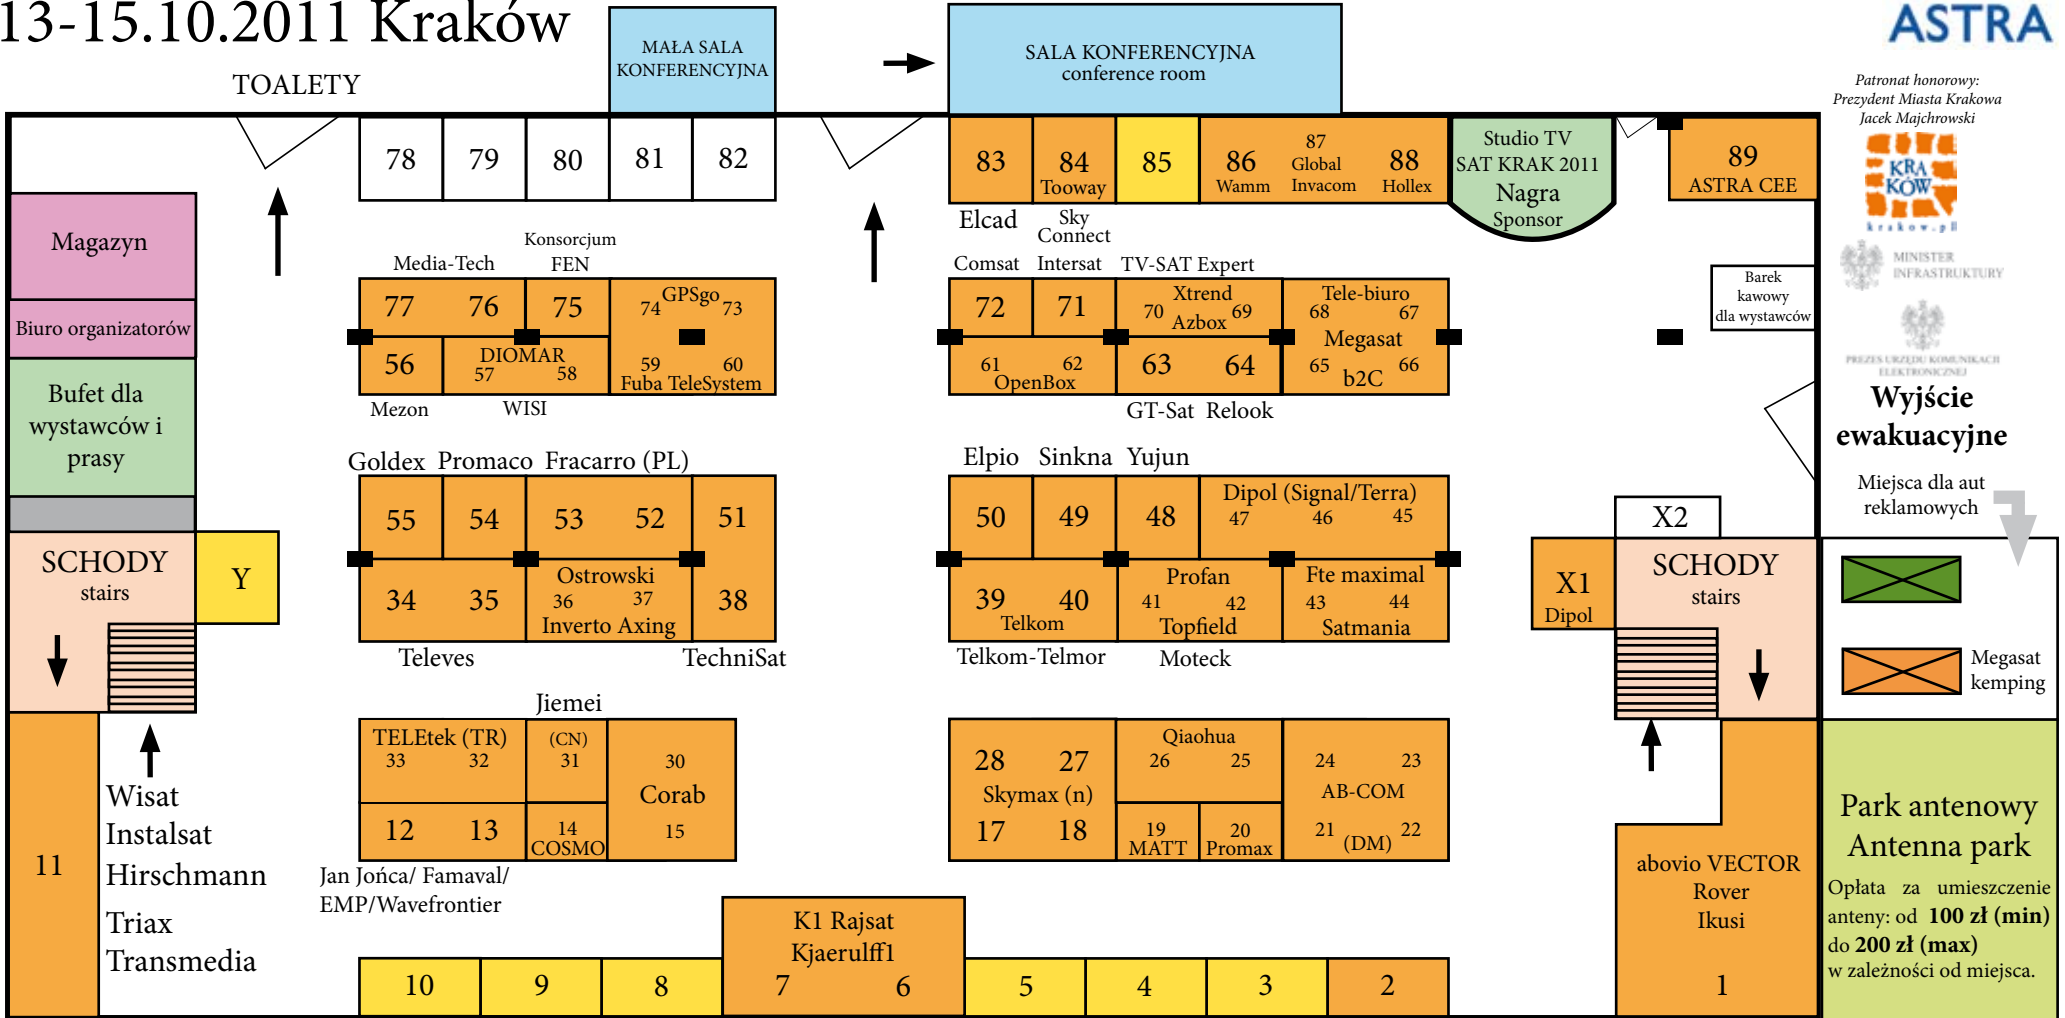 13-15.10.2011 Kraków
TOALETY
MAŁA SALA
KONFERENCYJNA
SALA KONFERENCYJNA
conference room
ASTRA
Patronat honorowy:
Prezydent Miasta Krakowa
Jacek Majchrowski
KRA
KÓW
krakow.pl
MINISTER
INFRASTRUKTURY
PREZES URZĘDU KOMUNIKACJI
ELEKTRONICZNEJ
Wyjście
ewakuacyjne
Miejsca dla aut
reklamowych
78 79 80 81 82
83 84 85 86 87 88
Tooway Wamm Global
Invacom Hollex
Elcad Sky
Connect
Studio TV
SAT KRAK 2011
Nagra
Sponsor
89
ASTRA CEE
Magazyn
Biuro organizatorów
Bufet dla
wystawców i
prasy
SCHODY
stairs
Y
Barek
kawowy
dla wystawców
Media-Tech Konsorcjum
FEN
77 76 75 74 GPSgo 73
56 DIOMAR
57 58 59 60
Fuba TeleSystem
Mezon WISI
Comsat Intersat TV-SAT Expert
72 71 Xtrend
70 69
Azbox
Tele-biuro
68 67
Megasat
61 62
OpenBox
63 64 65 66
b2C
GT-Sat Relook
Goldex Promaco Fracarro (PL)
55 54 53 52 51
34 35 Ostrowski
36 37
Inverto Axing
38
Televes TechniSat
Elpio Sinkna Yujun
50 49 48 Dipol (Signal/Terra)
47 46 45
39 40
Telkom
Profan
41 42
Topfield
Fte maximal
43 44
Satmania
Telkom-Telmor Moteck
X2
X1
Dipol
SCHODY
stairs
Megasat
kemping
Jiemei
TELEtek (TR)
33 32
(CN)
31
30
Corab
15
12 13 14
COSMO
Jan Jońca/ Famaval/
EMP/Wavefrontier
28 27
Skymax (n)
17 18
Qiaohua
26 25
19
MATT
20
Promax
24 23
AB-COM
21 (DM) 22
11
Wisat
Instalsat
Hirschmann
Triax
Transmedia
K1 Rajsat
Kjaerulff1
10 9 8 7 6 5 4 3 2
abovio VECTOR
Rover
Ikusi
1
Park antenowy
Antenna park
Opłata za umieszczenie
anteny: od 100 zł (min)
do 200 zł (max)
w zależności od miejsca.